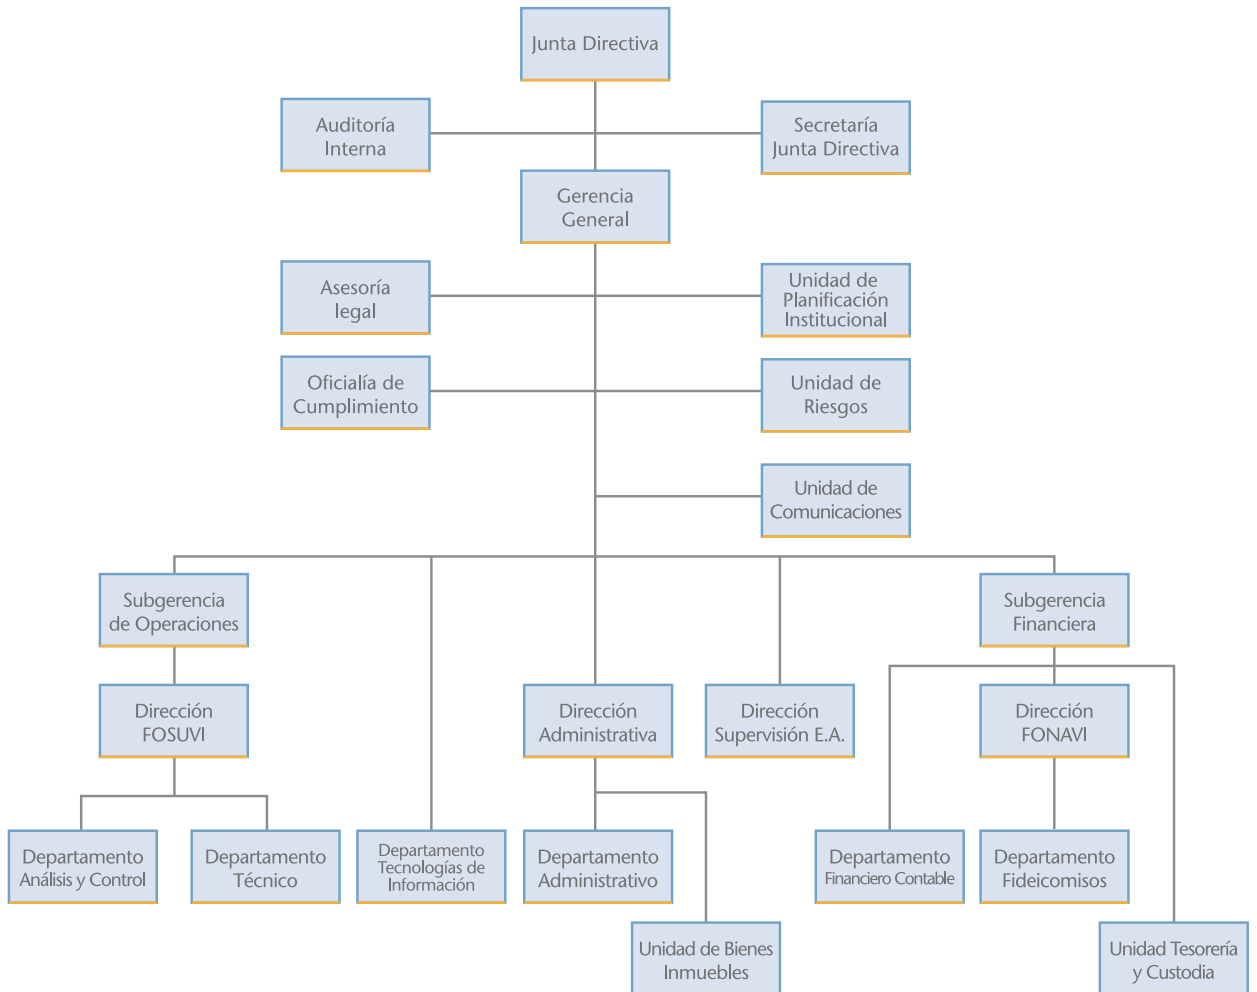 Junta Directiva
Auditoría
Interna
Secretaría
Junta Directiva
Gerencia
General
Asesoría
legal
Unidad de
Planificación
Institucional
Oficialía de
Cumplimiento
Unidad de
Riesgos
Unidad de
Comunicaciones
Subgerencia
de Operaciones
Subgerencia
Financiera
Dirección
FOSUVI
Dirección
Administrativa
Dirección
Supervisión E.A.
Dirección
FONAVI
Departamento
Análisis y Control
Departamento
Técnico
Departamento
Tecnologías de
Información
Departamento
Administrativo
Departamento
Financiero Contable
Departamento
Fideicomisos
Unidad de Bienes
Inmuebles
Unidad Tesorería
y Custodia